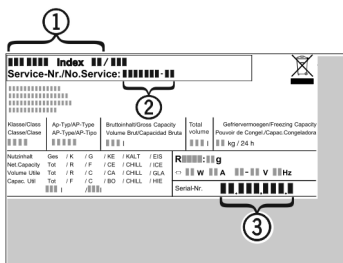 1
Index /
Service-Nr./No.Service: -
2
Klasse/Class Ap-Typ/AP-Type Bruttoinhalt/Gross Capacity Total Gefriervermoegen/Freezing Capacity
Classe/Clase AP-Type/AP-Tipo Volume Brut/Capacidad Bruta volume Pouvoir de Congel./Capac.Congeladora
l l kg / 24 h
Nutzinhalt Ges / K / G / KE / KALT / EIS
Net.Capacity Tot / R / F / CE / CHILL / ICE
Volume Utile Tot / F / C / CA / CHILL / GLA
Capac. Util Tot / F / C / BO / CHILL / HIE
l / l
R : g
W A - V Hz
Serial-Nr. . . .
3